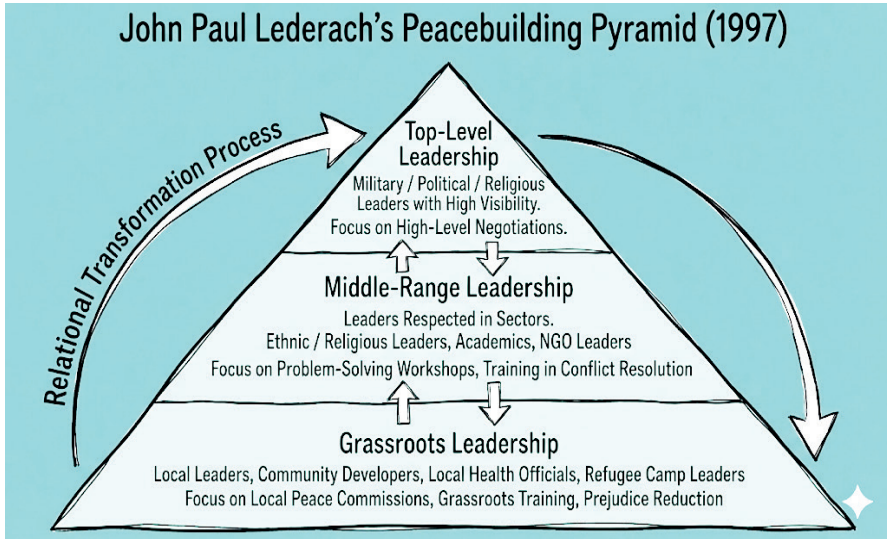 John Paul Lederach's Peacebuilding Pyramid (1997)
Relational Transformation Process
Top-Level
Leadership
Military / Political / Religious
Leaders with High Visibility.
Focus on High-Level Negotiations.
Middle-Range Leadership
Leaders Respected in Sectors.
Ethnic / Religious Leaders, Academics, NGO Leaders
Focus on Problem-Solving Workshops, Training in Conflict Resolution
Grassroots Leadership
Local Leaders, Community Developers, Local Health Officials, Refugee Camp Leaders
Focus on Local Peace Commissions, Grassroots Training, Prejudice Reduction